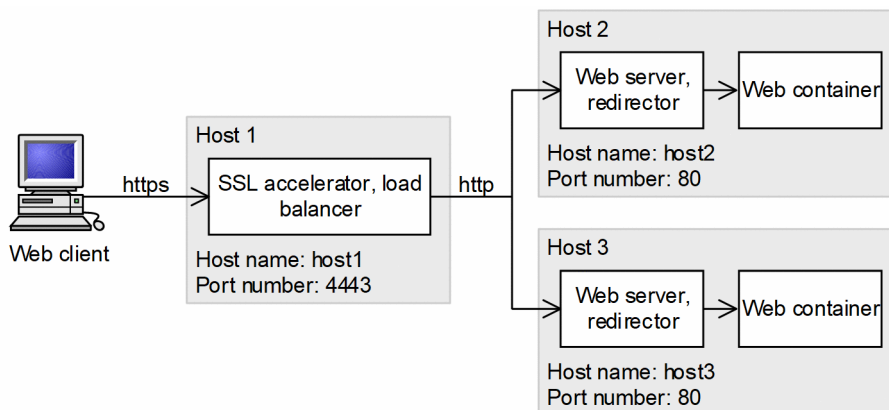 Host 2
Web server,
redirector
Web container
Host name: host2
Port number: 80
Host 1
https
SSL accelerator, load
balancer
http
Host name: host1
Port number: 4443
Web client
Host 3
Web server,
redirector
Web container
Host name: host3
Port number: 80